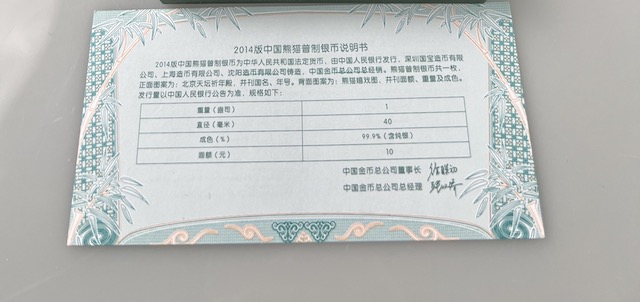 2014版中国熊猫普制银币说明书
2014版中国熊猫普制银币为中华人民共和国法定货币，由中国人民银行发行，深圳国宝造币有限
公司、上海造币有限公司、沈阳造币有限公司铸造，中国金币总公司总经销。熊猫普制银币共一枚，
正面图案为：北京天坛祈年殿，并刊国名、年号。背面图案为：熊猫嬉戏图，并刊面额、重量及成色。
发行量以中国人民银行公告为准，规格如下：
重量（盎司） 1
直径（毫米） 40
成色（%） 99.9%（含纯银）
面额（元） 10
中国金币总公司董事长
中国金币总公司总经理